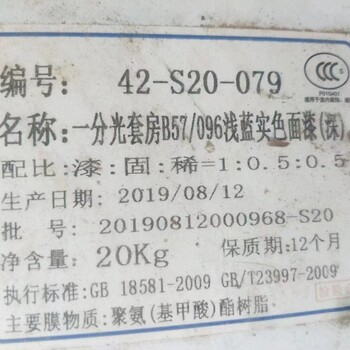 编号: 42-S20-079
CCC
名称:一分光套房B57/096浅蓝实色面漆(深)
配比:漆:固:稀=1:0.5:0.5
生产日期: 2019/08/12
批 号: 20190812000968-S20
净含量: 20Kg 保质期:12个月
执行标准:GB 18581-2009 GB/T23997-2009
主要膜物质:聚氨(基甲酸)酯树脂